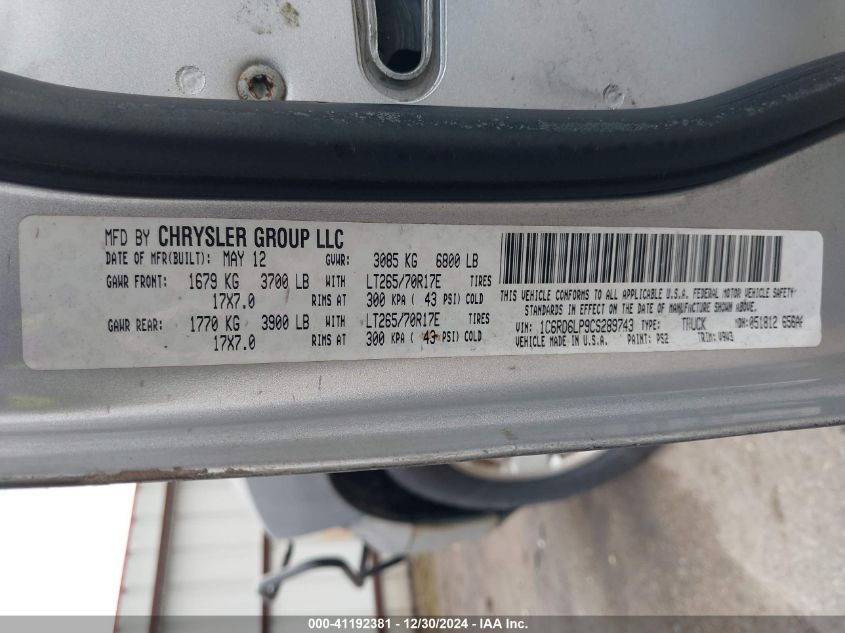 MFD BY CHRYSLER GROUP LLC
DATE OF MFR(BUILT): MAY 12 GVWR: 3085 KG 6800 LB
GAWR FRONT: 1679 KG 3700 LB WITH LT265/70R17E TIRES
17X7.0 RIMS AT 300 KPA ( 43 PSI) COLD
GAWR REAR: 1770 KG 3900 LB WITH LT265/70R17E TIRES
17X7.0 RIMS AT 300 KPA ( 43 PSI) COLD
THIS VEHICLE CONFORMS TO ALL APPLICABLE U.S.A. FEDERAL MOTOR VEHICLE SAFETY
STANDARDS IN EFFECT ON THE DATE OF MANUFACTURE SHOWN ABOVE.
VIN: 1C6RD6LP9CS289743 TYPE: TRUCK MDH: 051812
VEHICLE MADE IN U.S.A. PAINT: PS2 TRIM: V9V3
000-41192381 - 12/30/2024 - IAA Inc.